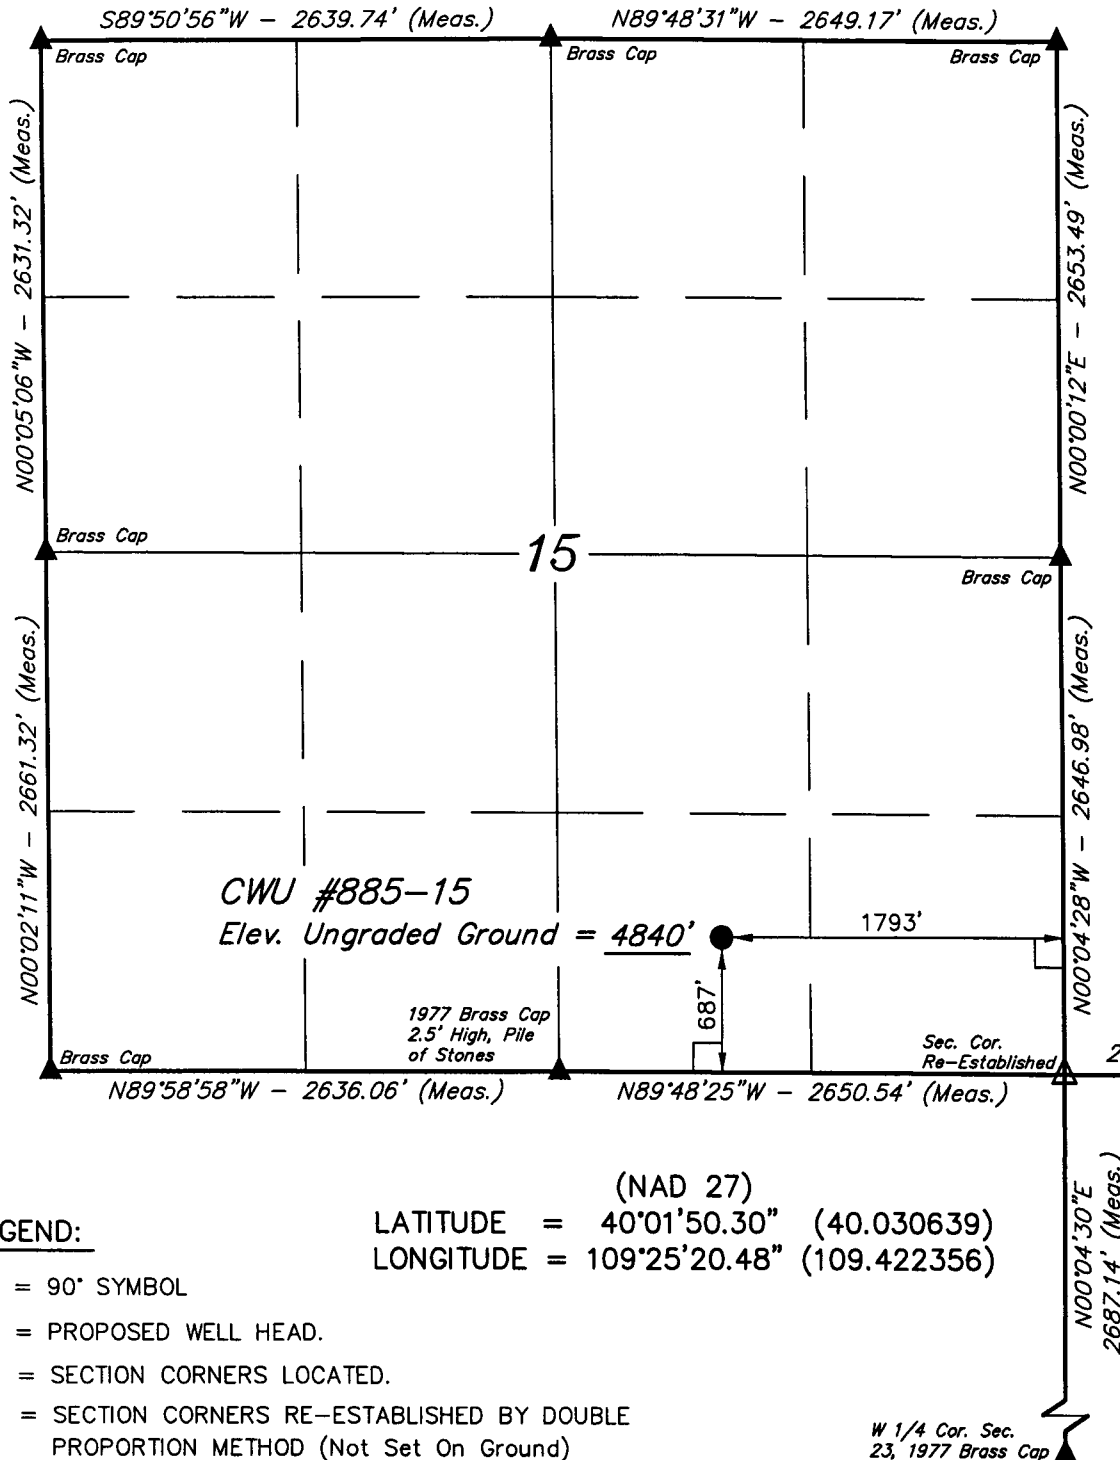 S89°50'56"W - 2639.74' (Meas.)
N89°48'31"W - 2649.17' (Meas.)
Brass Cap
Brass Cap
Brass Cap
N00°05'06"W - 2631.32' (Meas.)
N00°00'12"E - 2653.49' (Meas.)
Brass Cap
15
Brass Cap
N00°02'11"W - 2661.32' (Meas.)
N00°04'28"W - 2646.98' (Meas.)
CWU #885-15
Elev. Ungraded Ground = 4840'
1793'
687'
1977 Brass Cap
2.5' High, Pile
of Stones
Sec. Cor.
Re-Established
2
Brass Cap
N89°58'58"W - 2636.06' (Meas.)
N89°48'25"W - 2650.54' (Meas.)
(NAD 27)
LATITUDE = 40°01'50.30" (40.030639)
LONGITUDE = 109°25'20.48" (109.422356)
N00°04'30"E
2687.14' (Meas.)
GEND:
= 90° SYMBOL
= PROPOSED WELL HEAD.
= SECTION CORNERS LOCATED.
= SECTION CORNERS RE-ESTABLISHED BY DOUBLE
PROPORTION METHOD (Not Set On Ground)
W 1/4 Cor. Sec.
23, 1977 Brass Cap